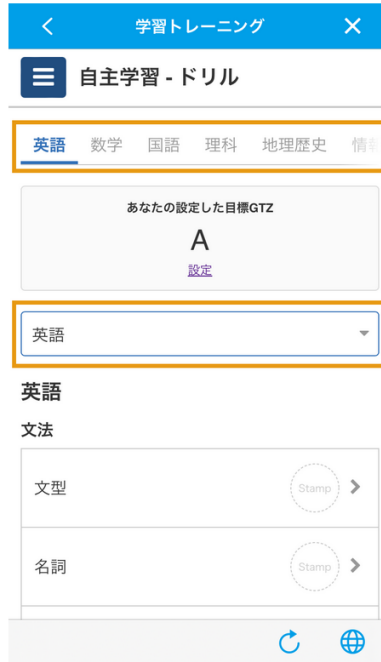 学習トレーニング
自主学習 - ドリル
英語 数学 国語 理科 地理歴史 情報
あなたの設定した目標GTZ
A
設定
英語
英語
文法
文型 Stamp
名詞 Stamp